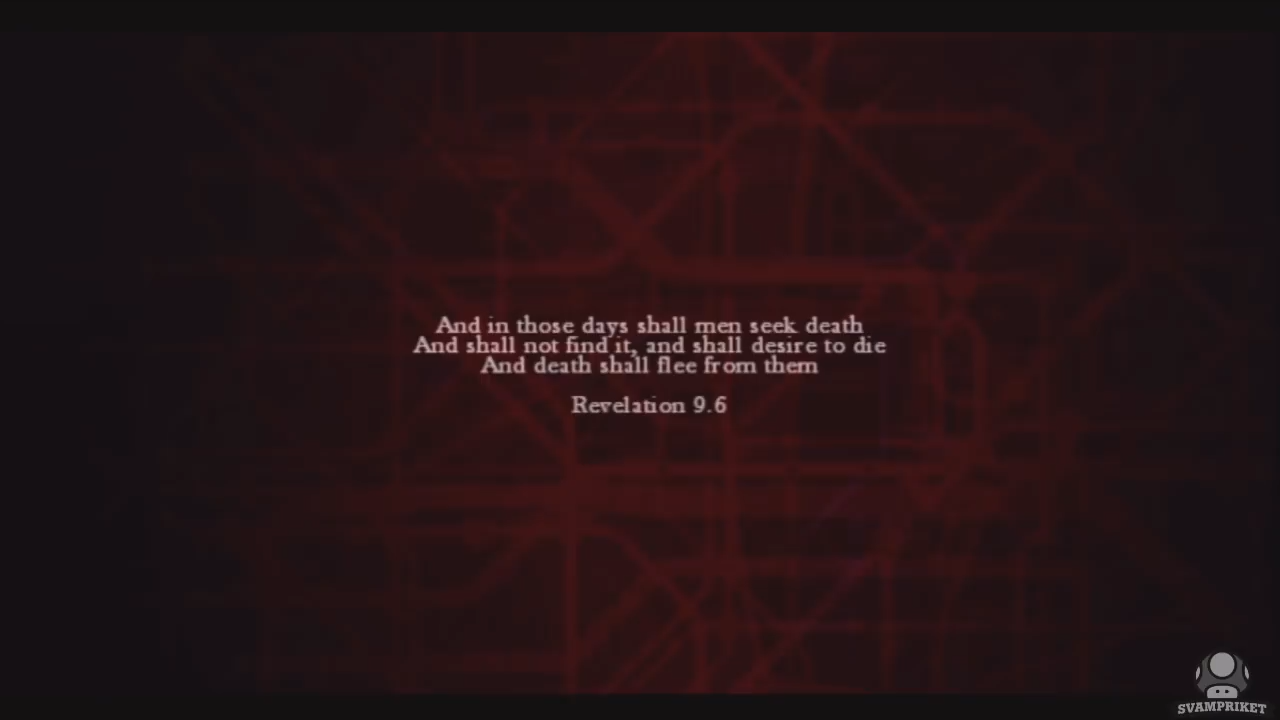 And in those days shall men seek death
And shall not find it, and shall desire to die
And death shall flee from them
Revelation 9.6
SVAMPRIKET